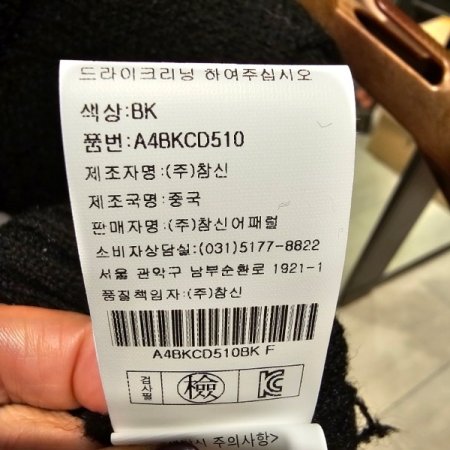 드라이크리닝 하여주십시오
색상:BK
품번:A4BKCD510
제조자명:(주)참신
제조국명:중국
판매자명:(주)참신어패럴
소비자상담실:(031)5177-8822
서울 관악구 남부순환로 1921-1
품질책임자:(주)참신
A4BKCD510BK F
검사필 檢
주의사항>